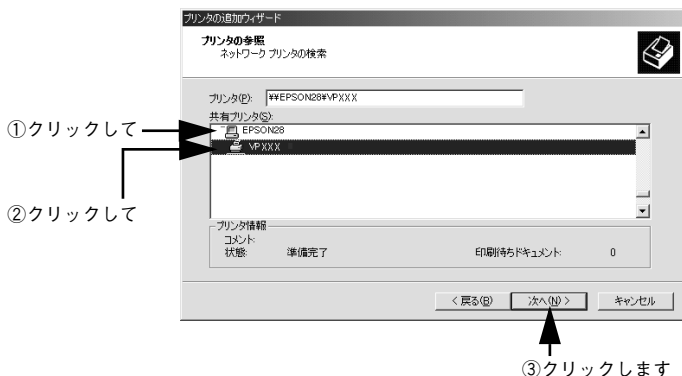 プリンタの追加ウィザード
プリンタの参照
ネットワーク プリンタの検索
プリンタ(P): ¥¥EPSON28¥VPXXX
共有プリンタ(S):
①クリックして
EPSON28
VPXXX
②クリックして
プリンタ情報
コメント:
状態: 準備完了 印刷待ちドキュメント: 0
< 戻る(B) 次へ(N) > キャンセル
③クリックします